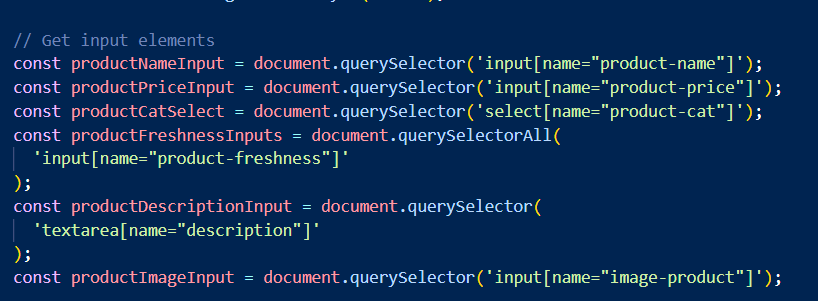 // Get input elements
const productNameInput = document.querySelector('input[name="product-name"]');
const productPriceInput = document.querySelector('input[name="product-price"]');
const productCatSelect = document.querySelector('select[name="product-cat"]');
const productFreshnessInputs = document.querySelectorAll(
  'input[name="product-freshness"]'
);
const productDescriptionInput = document.querySelector(
  'textarea[name="description"]'
);
const productImageInput = document.querySelector('input[name="image-product"]');